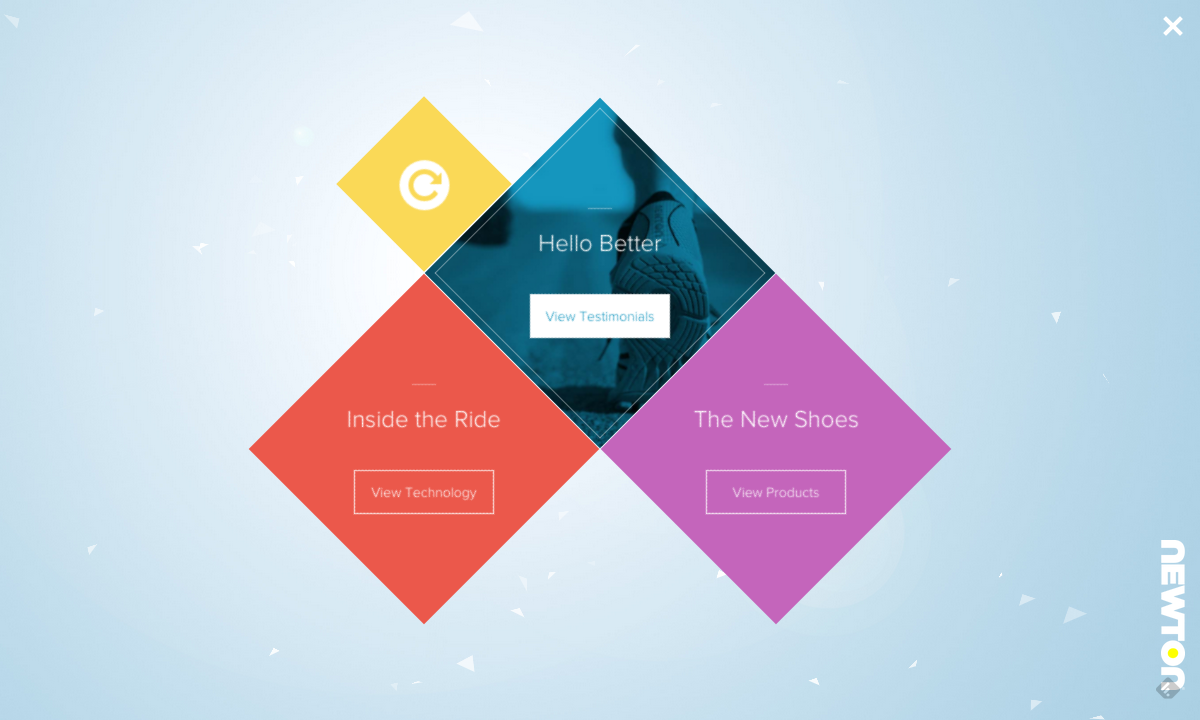 Hello Better
View Testimonials
Inside the Ride
View Technology
The New Shoes
View Products
NEWTON